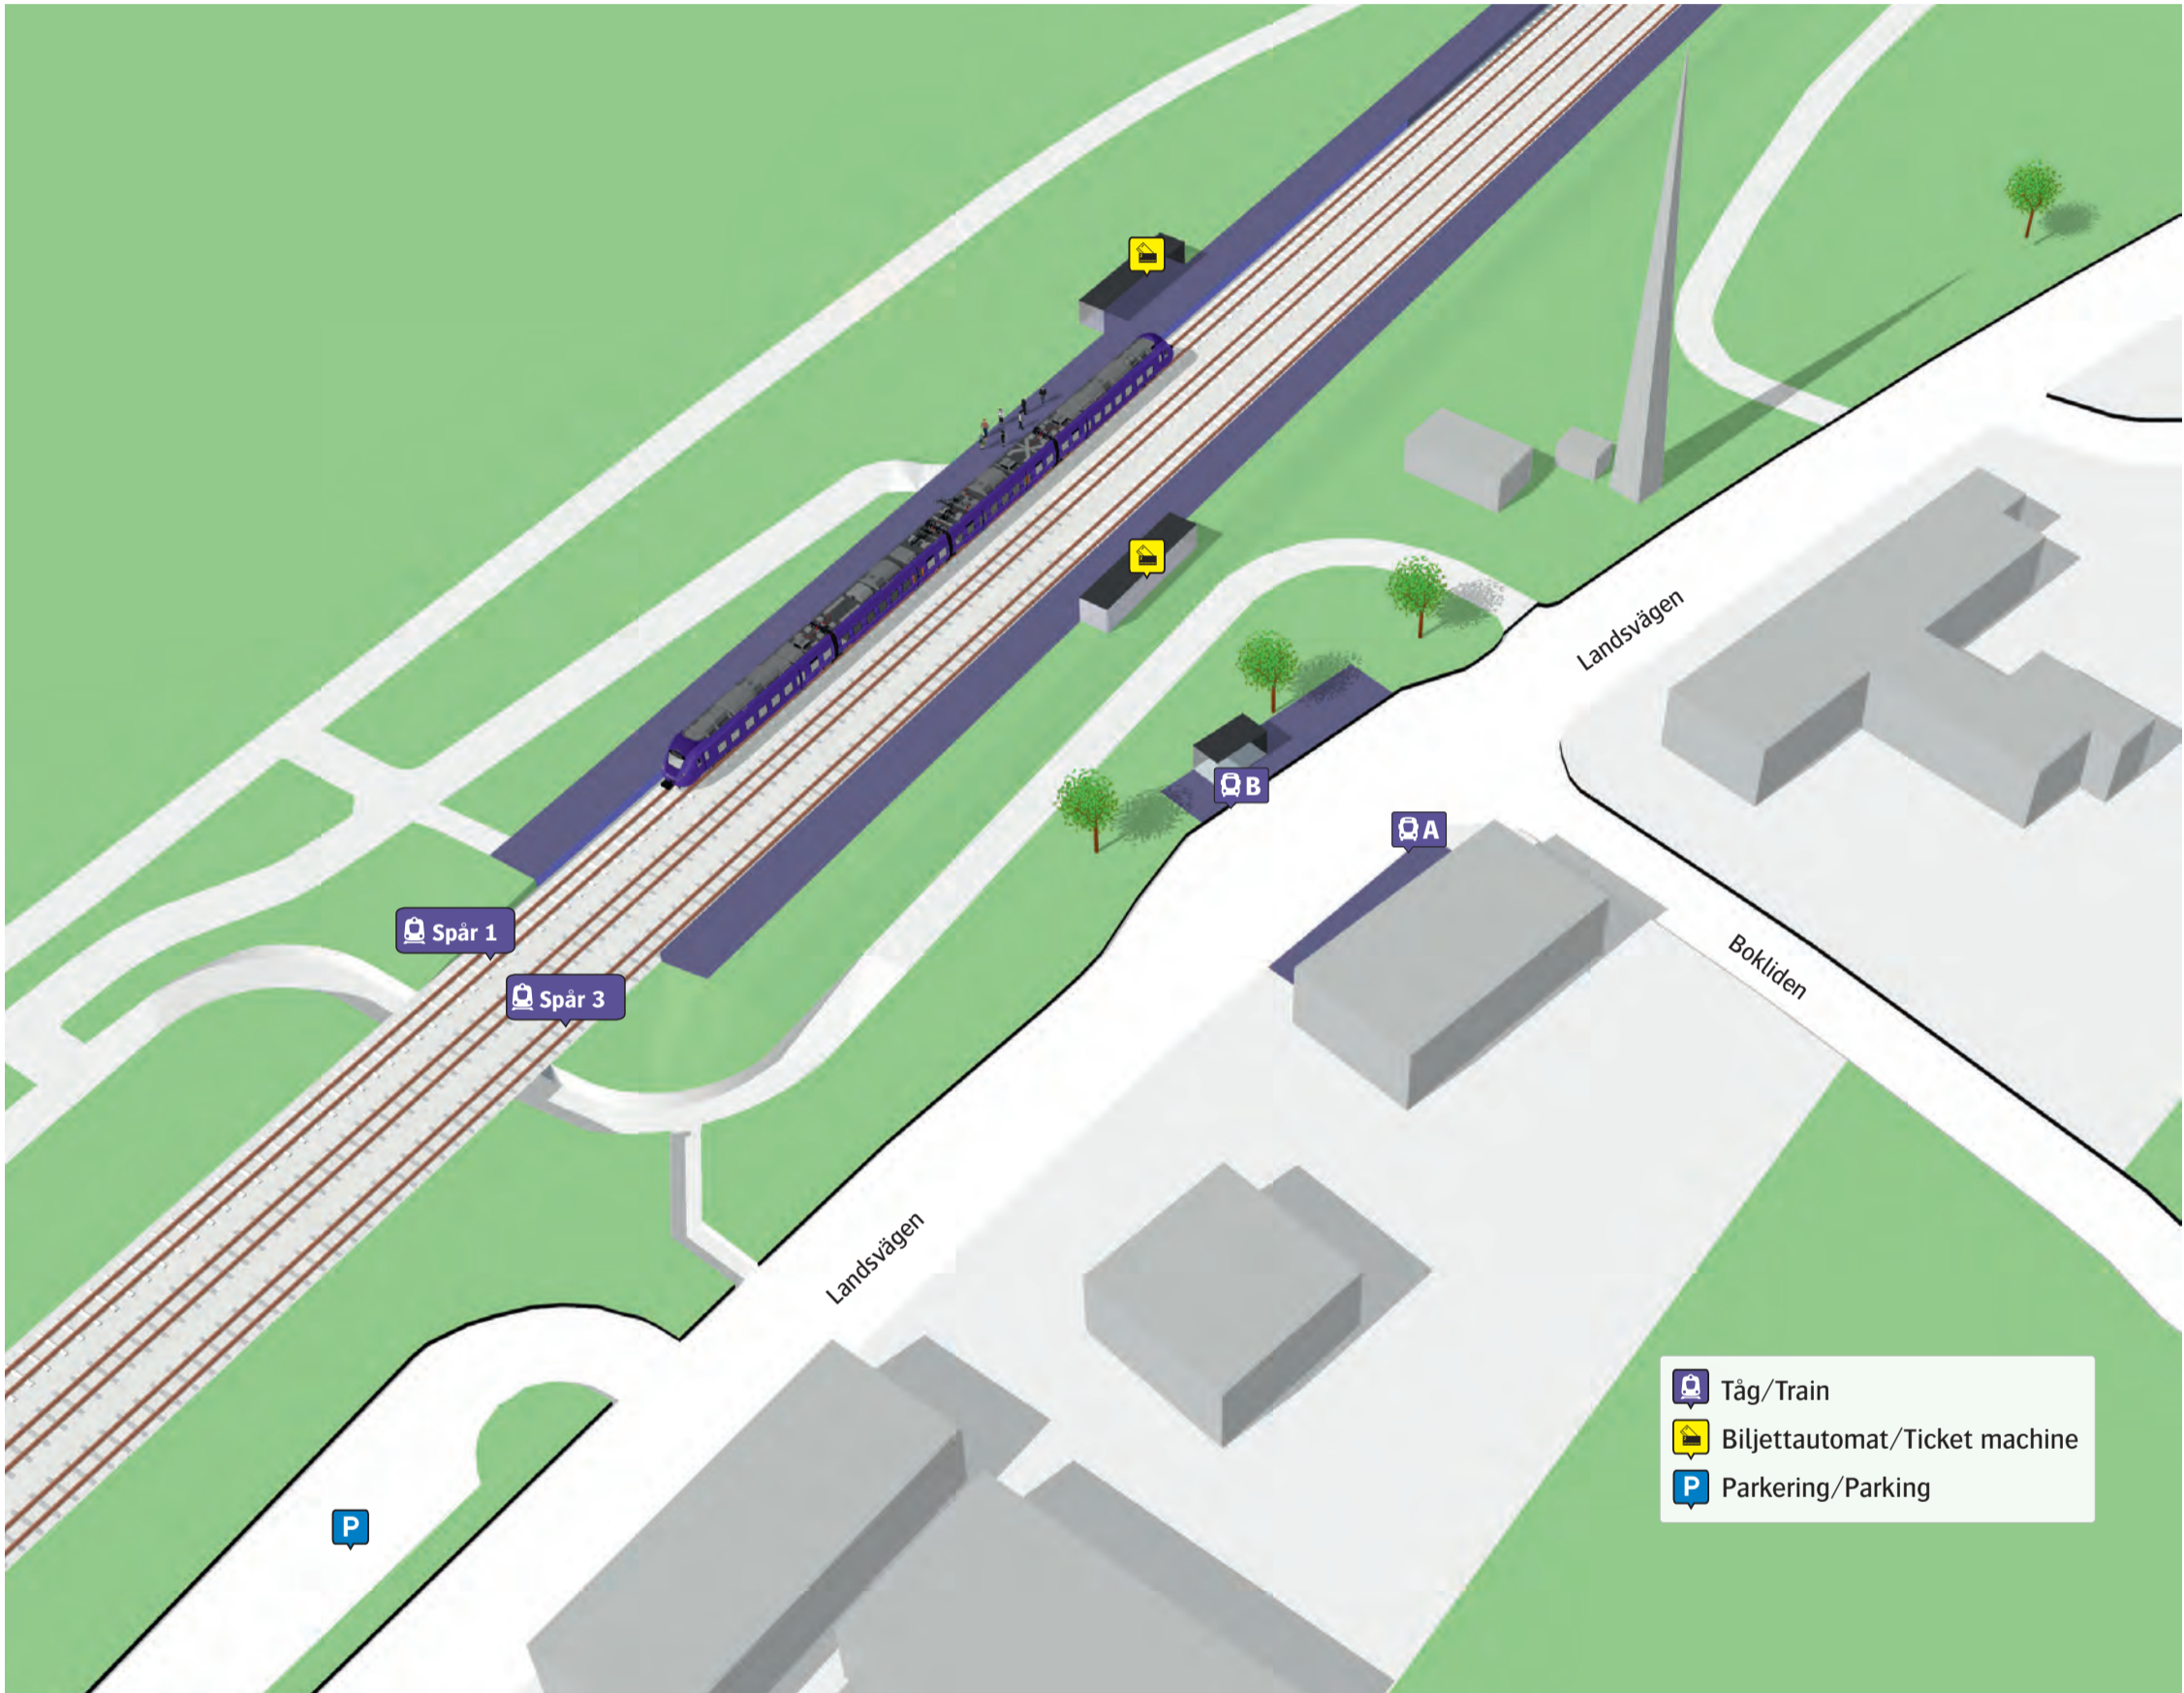 Landsvägen
B
A
Spår 1
Bokliden
Spår 3
Landsvägen
Tåg/Train
Biljettautomat/Ticket machine
P Parkering/Parking
P